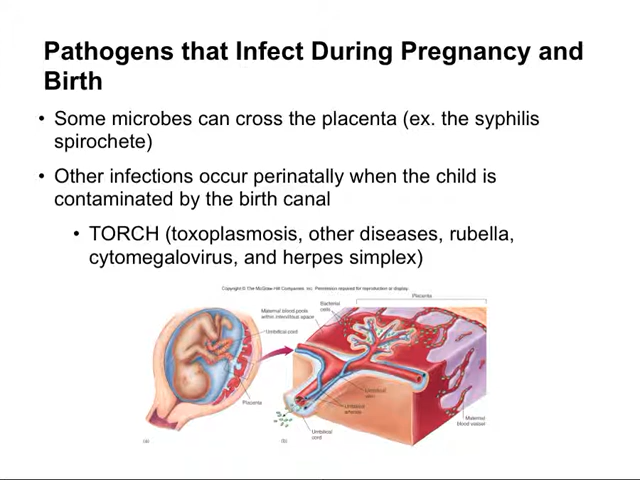 Pathogens that Infect During Pregnancy and
Birth
• Some microbes can cross the placenta (ex. the syphilis
spirochete)
• Other infections occur perinatally when the child is
contaminated by the birth canal
• TORCH (toxoplasmosis, other diseases, rubella,
cytomegalovirus, and herpes simplex)
Copyright © The McGraw-Hill Companies, Inc. Permission required for reproduction or display.
Placenta
Bacterial
cells
Maternal blood pools
within intervillous space
Umbilical cord
Placenta
Umbilical
vein
Umbilical
arteries
Umbilical
cord
Maternal
blood vessel
(a)
(b)